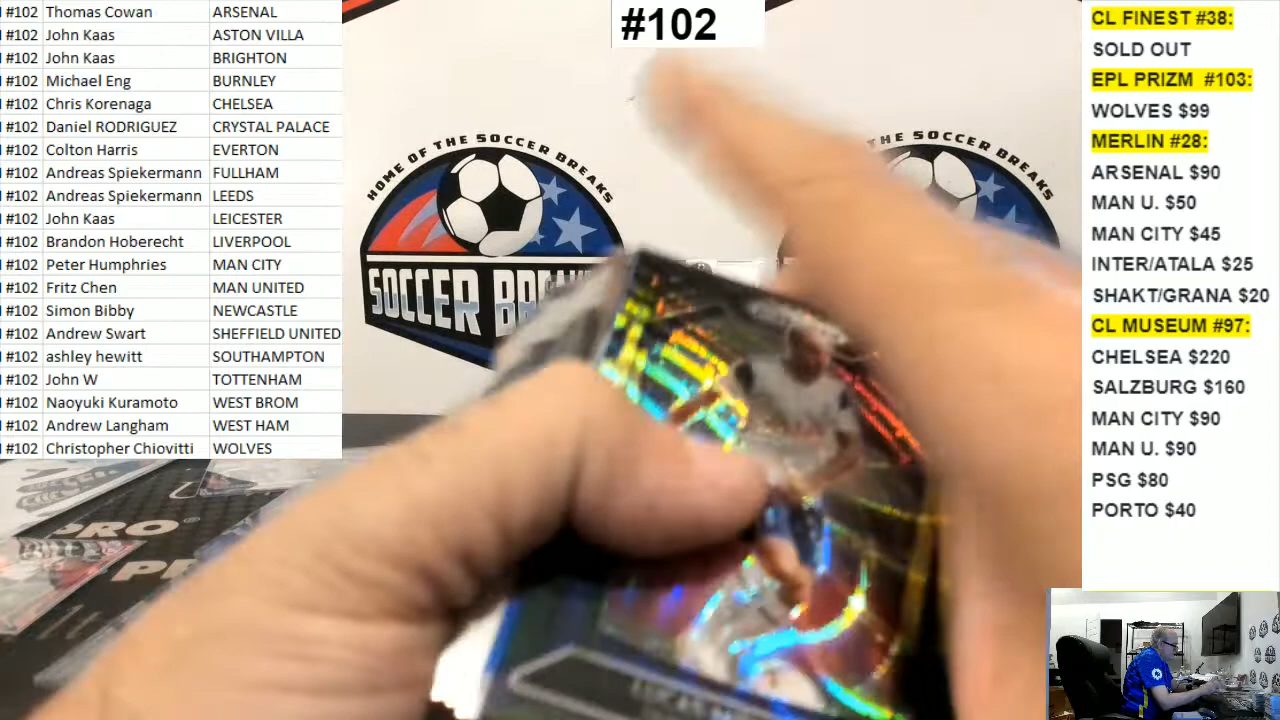 #102 Thomas Cowan ARSENAL
#102 John Kaas ASTON VILLA
#102 John Kaas BRIGHTON
#102 Michael Eng BURNLEY
#102 Chris Korenaga CHELSEA
#102 Daniel RODRIGUEZ CRYSTAL PALACE
#102 Colton Harris EVERTON
#102 Andreas Spiekermann FULLHAM
#102 Andreas Spiekermann LEEDS
#102 John Kaas LEICESTER
#102 Brandon Hoberecht LIVERPOOL
#102 Peter Humphries MAN CITY
#102 Fritz Chen MAN UNITED
#102 Simon Bibby NEWCASTLE
#102 Andrew Swart SHEFFIELD UNITED
#102 ashley hewitt SOUTHAMPTON
#102 John W TOTTENHAM
#102 Naoyuki Kuramoto WEST BROM
#102 Andrew Langham WEST HAM
#102 Christopher Chiovitti WOLVES
#102
HOME OF THE SOCCER BREAKS
SOCCER
THE SOCCER BREAKS
PRO
LUCAS
CL FINEST #38:
SOLD OUT
EPL PRIZM #103:
WOLVES $99
MERLIN #28:
ARSENAL $90
MAN U. $50
MAN CITY $45
INTER/ATALA $25
SHAKT/GRANA $20
CL MUSEUM #97:
CHELSEA $220
SALZBURG $160
MAN CITY $90
MAN U. $90
PSG $80
PORTO $40